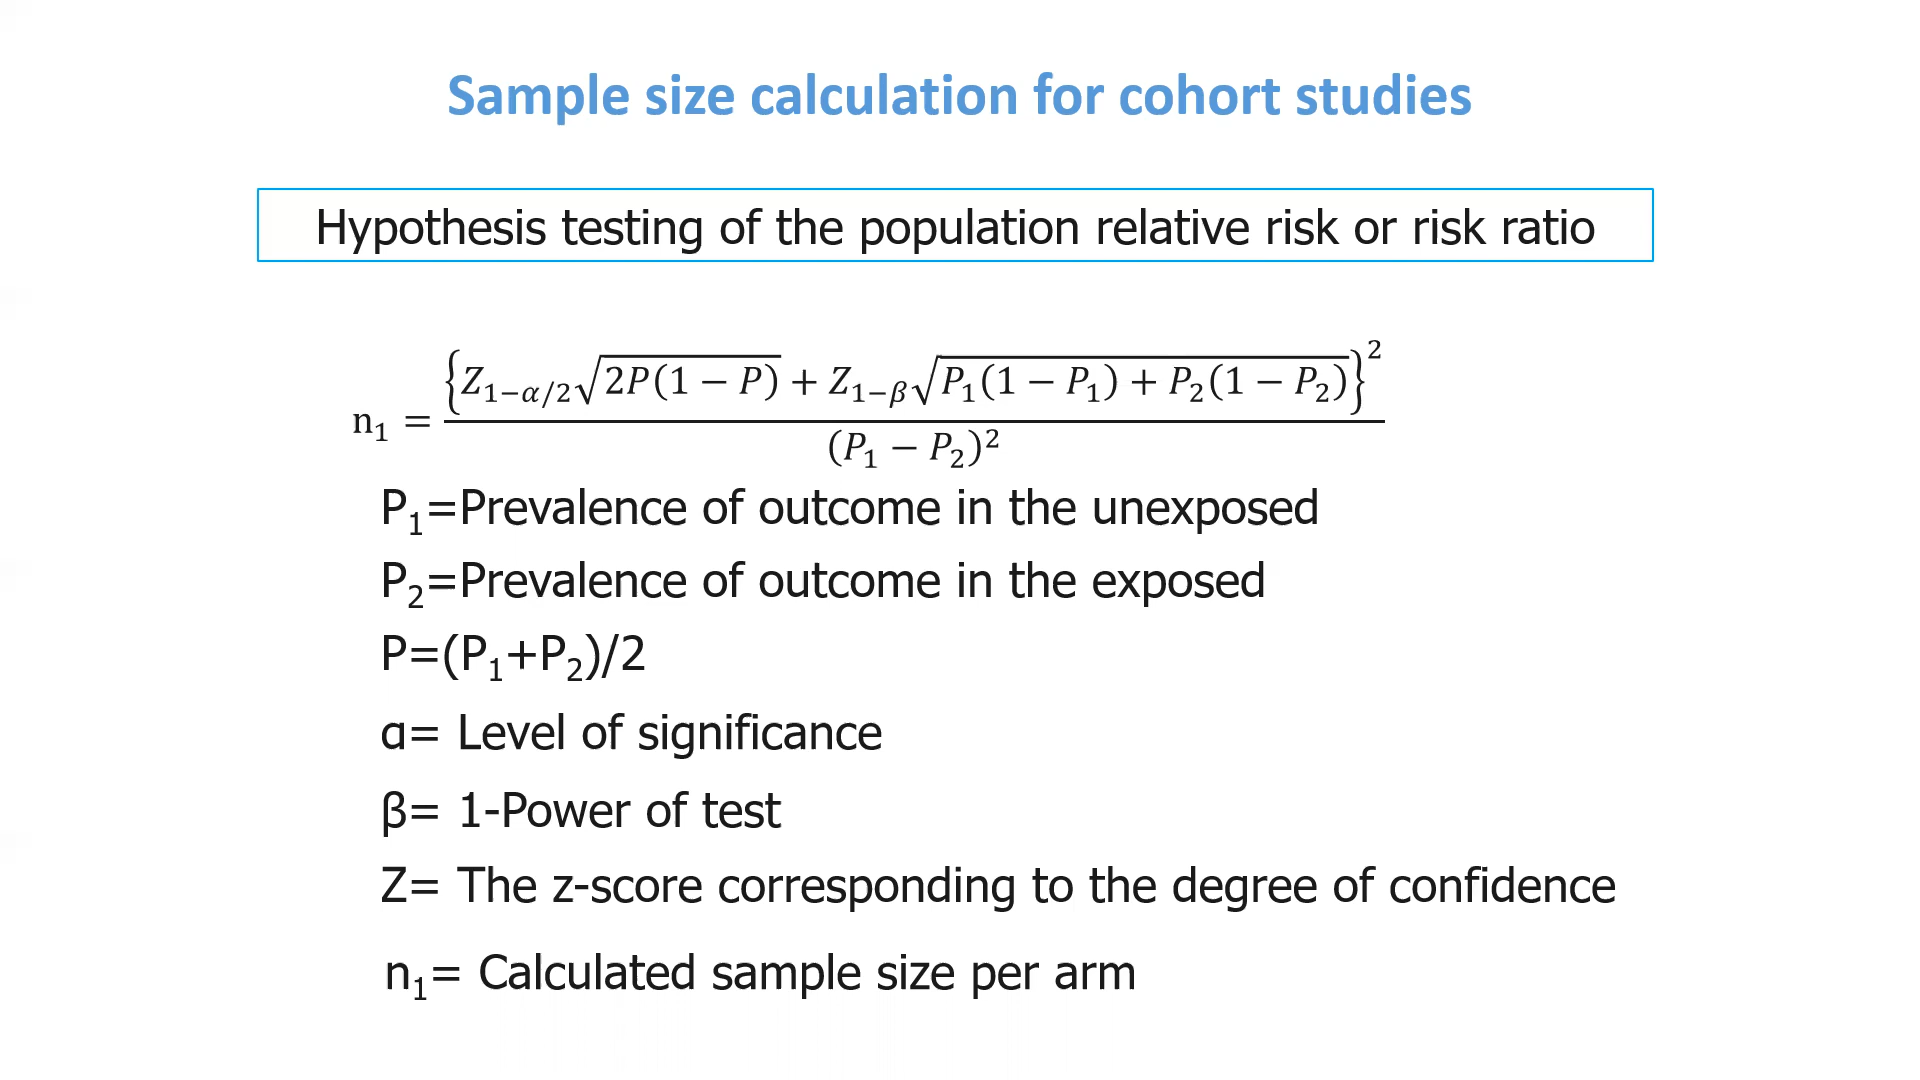 Sample size calculation for cohort studies
Hypothesis testing of the population relative risk or risk ratio
n₁ = {Z₁₋α/₂√2P(1 − P) + Z₁₋β√P₁(1 − P₁) + P₂(1 − P₂)}²
(P₁ − P₂)²
P₁=Prevalence of outcome in the unexposed
P₂=Prevalence of outcome in the exposed
P=(P₁+P₂)/2
α= Level of significance
β= 1-Power of test
Z= The z-score corresponding to the degree of confidence
n₁= Calculated sample size per arm